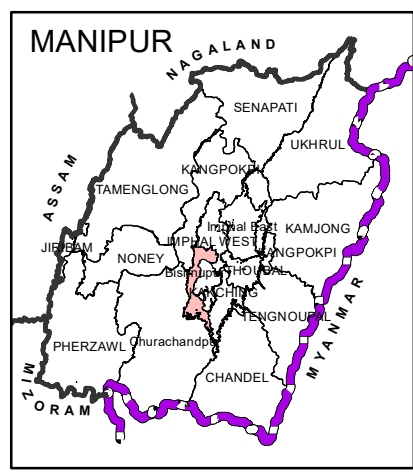 MANIPUR
NAGALAND
SENAPATI
UKHRUL
KANGPOKPI
TAMENGLONG
ASSAM
Imphal East
KAMJONG
IMPHAL WEST
JIRIBAM
KANGPOKPI
NONEY
Bishnupur
THOUBAL
KAKCHING
TENGNOUPAL
PHERZAWL
Churachandpur
MYANMAR
CHANDEL
MIZORAM